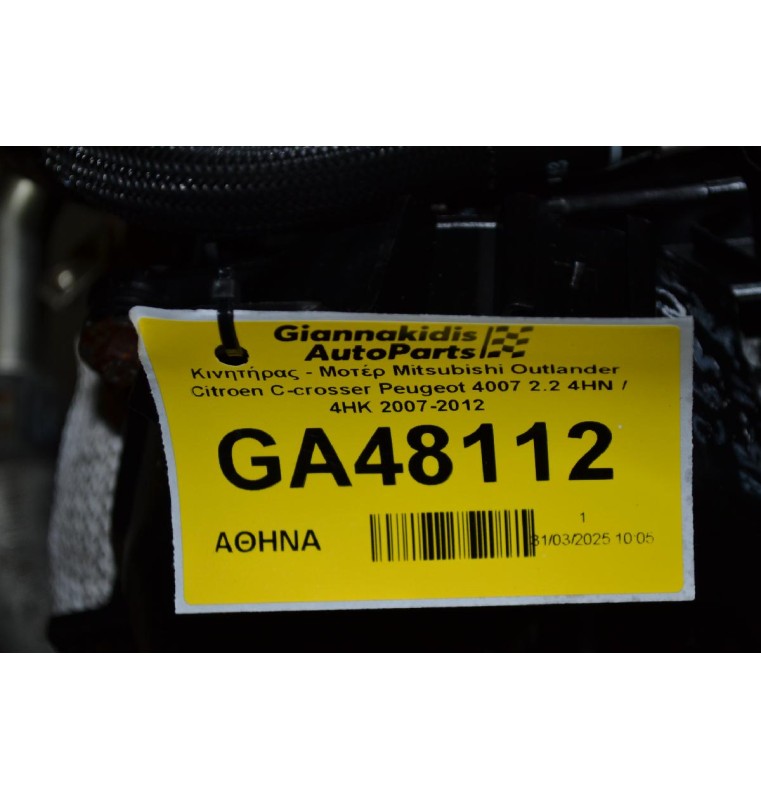 Giannakidis
AutoParts
Κινητήρας - Μοτέρ Mitsubishi Outlander
Citroen C-crosser Peugeot 4007 2.2 4HN /
4HK 2007-2012
GA48112
ΑΘΗΝΑ
1
31/03/2025 10:05